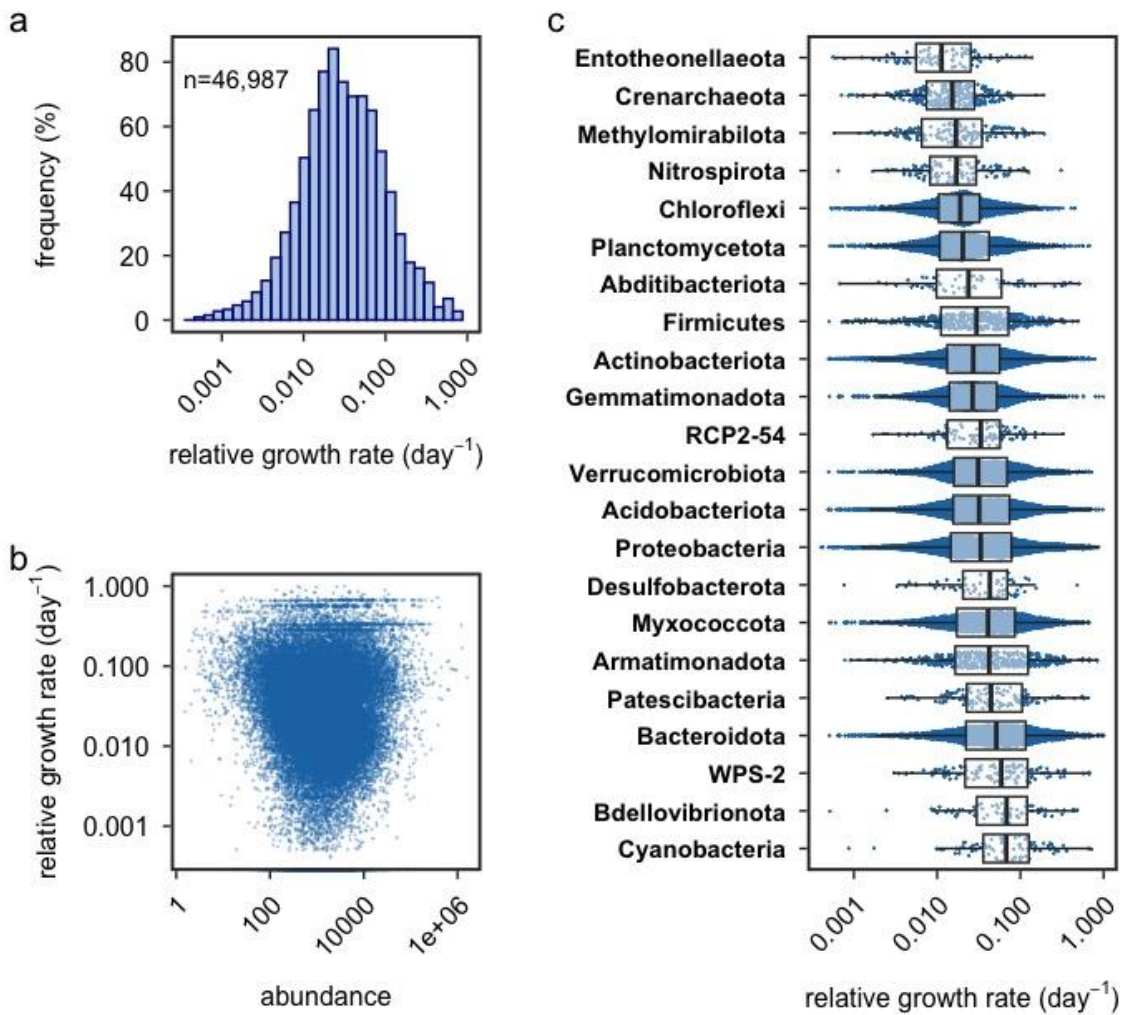 a
n=46,987
frequency (%)
80
60
40
20
0
0.001
0.010
0.100
1.000
relative growth rate (day⁻¹)
b
relative growth rate (day⁻¹)
1.000
0.100
0.010
0.001
1
100
10000
1e+06
abundance
c
Entotheonellaeota
Crenarchaeota
Methylomirabilota
Nitrospirota
Chloroflexi
Planctomycetota
Abditibacteriota
Firmicutes
Actinobacteriota
Gemmatimonadota
RCP2-54
Verrucomicrobiota
Acidobacteriota
Proteobacteria
Desulfobacterota
Myxococcota
Armatimonadota
Patescibacteria
Bacteroidota
WPS-2
Bdellovibrionota
Cyanobacteria
0.001
0.010
0.100
1.000
relative growth rate (day⁻¹)